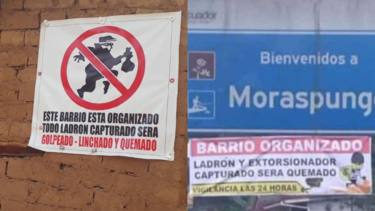 ESTE BARRIO ESTA ORGANIZADO
TODO LADRON CAPTURADO SERA
GOLPEADO - LINCHADO Y QUEMADO
cuador
Bienvenidos a
Moraspungo
BARRIO ORGANIZADO
LADRÓN Y EXTORSIONADOR
CAPTURADO SERA QUEMADO
VIGILANCIA LAS 24 HORAS